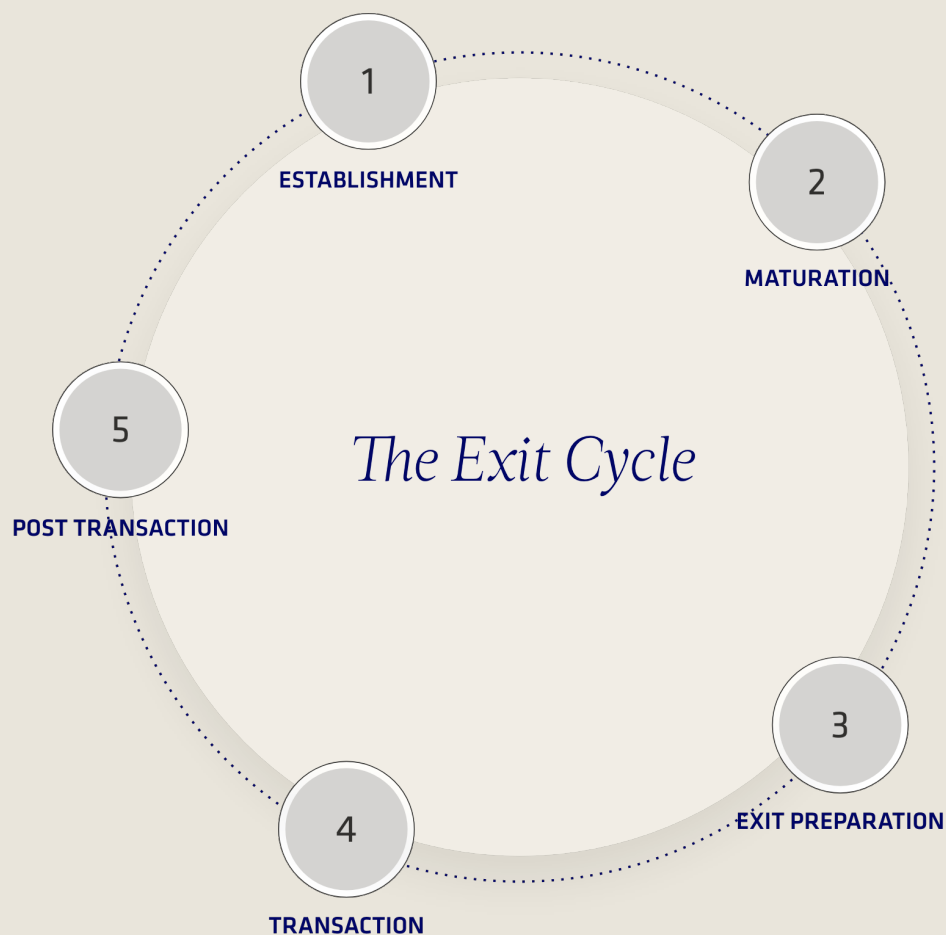 1
ESTABLISHMENT
2
MATURATION
5
The Exit Cycle
POST TRANSACTION
3
EXIT PREPARATION
4
TRANSACTION